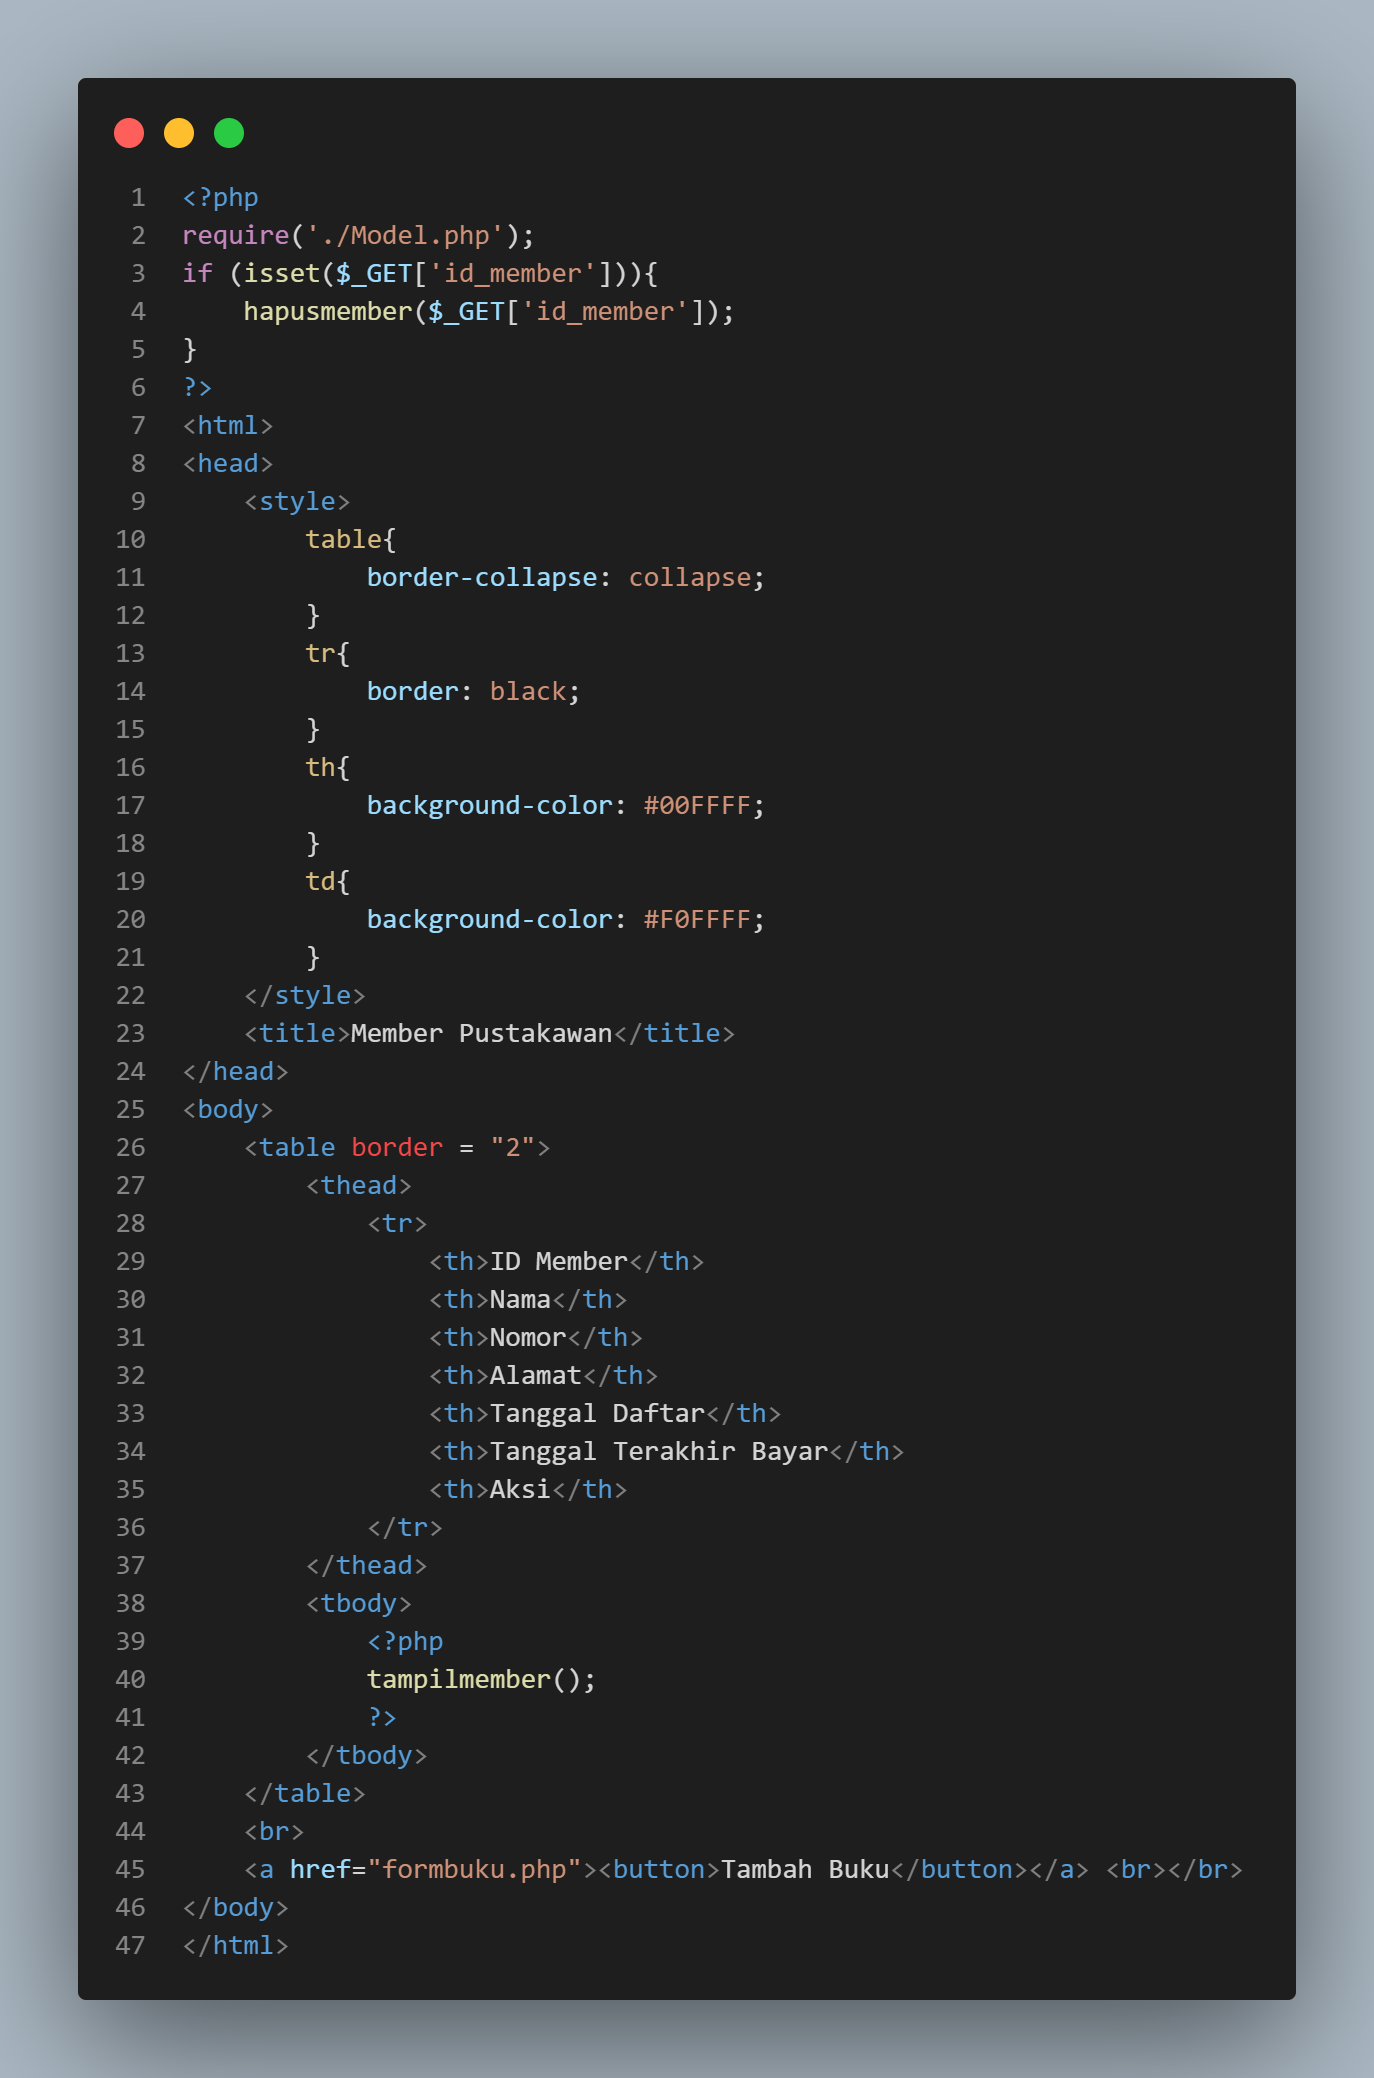 1 <?php
2 require('./Model.php');
3 if (isset($_GET['id_member'])){
4     hapusmember($_GET['id_member']);
5 }
6 ?>
7 <html>
8 <head>
9     <style>
10         table{
11             border-collapse: collapse;
12         }
13         tr{
14             border: black;
15         }
16         th{
17             background-color: #00FFFF;
18         }
19         td{
20             background-color: #F0FFFF;
21         }
22     </style>
23     <title>Member Pustakawan</title>
24 </head>
25 <body>
26     <table border = "2">
27         <thead>
28             <tr>
29                 <th>ID Member</th>
30                 <th>Nama</th>
31                 <th>Nomor</th>
32                 <th>Alamat</th>
33                 <th>Tanggal Daftar</th>
34                 <th>Tanggal Terakhir Bayar</th>
35                 <th>Aksi</th>
36             </tr>
37         </thead>
38         <tbody>
39             <?php
40             tampilmember();
41             ?>
42         </tbody>
43     </table>
44     <br>
45     <a href="formbuku.php"><button>Tambah Buku</button></a> <br></br>
46 </body>
47 </html>